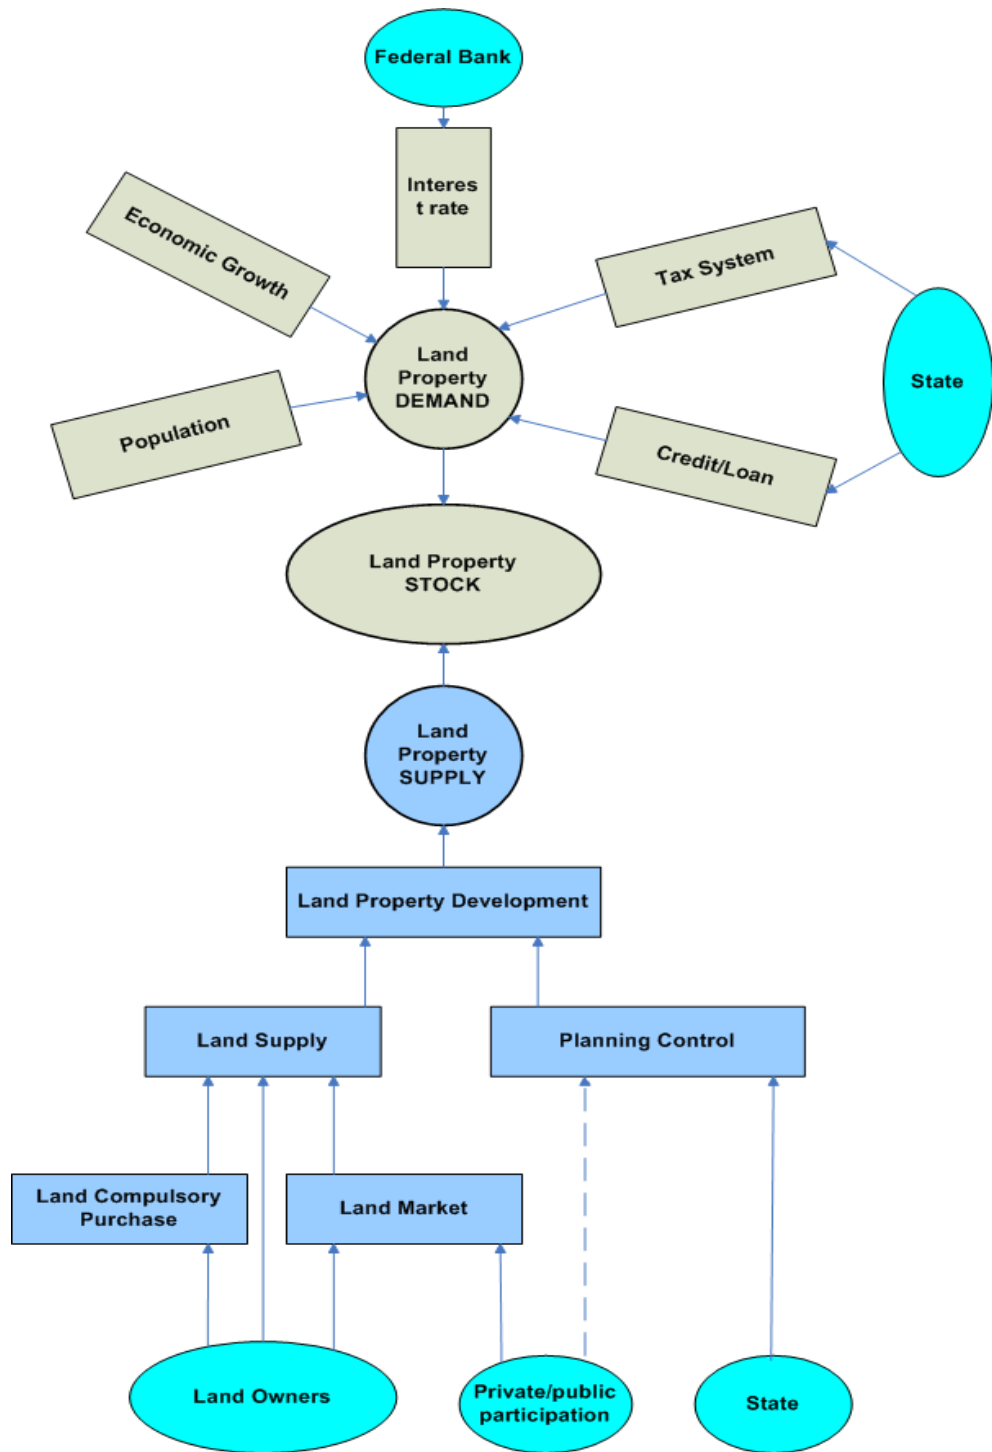 Federal Bank
Interes
t rate
Economic Growth
Tax System
Land
Property
DEMAND
State
Population
Credit/Loan
Land Property
STOCK
Land
Property
SUPPLY
Land Property Development
Land Supply
Planning Control
Land Compulsory
Purchase
Land Market
Land Owners
Private/public
participation
State